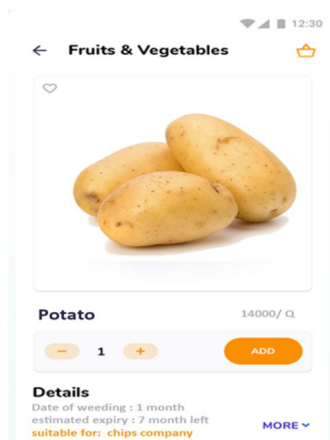 12:30
Fruits & Vegetables
Potato 14000/ Q
1 ADD
Details
Date of weeding : 1 month
estimated expiry : 7 month left
suitable for: chips company
MORE